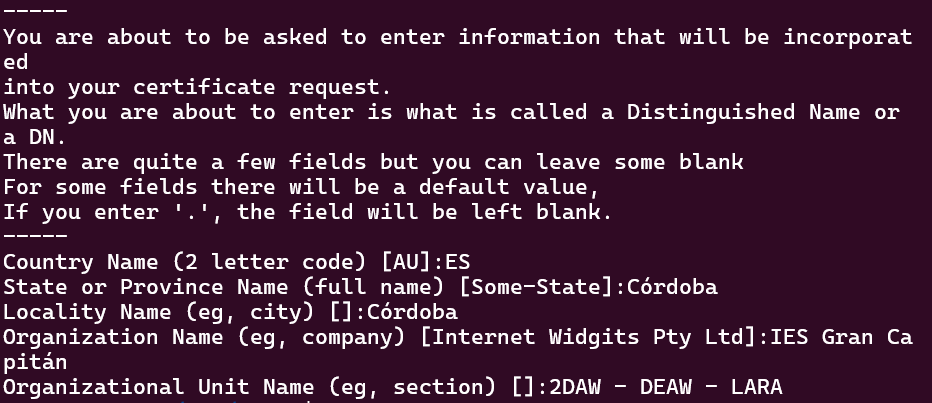 -----
You are about to be asked to enter information that will be incorporat
ed
into your certificate request.
What you are about to enter is what is called a Distinguished Name or
a DN.
There are quite a few fields but you can leave some blank
For some fields there will be a default value,
If you enter '.', the field will be left blank.
-----
Country Name (2 letter code) [AU]:ES
State or Province Name (full name) [Some-State]:Córdoba
Locality Name (eg, city) []:Córdoba
Organization Name (eg, company) [Internet Widgits Pty Ltd]:IES Gran Ca
pitán
Organizational Unit Name (eg, section) []:2DAW - DEAW - LARA